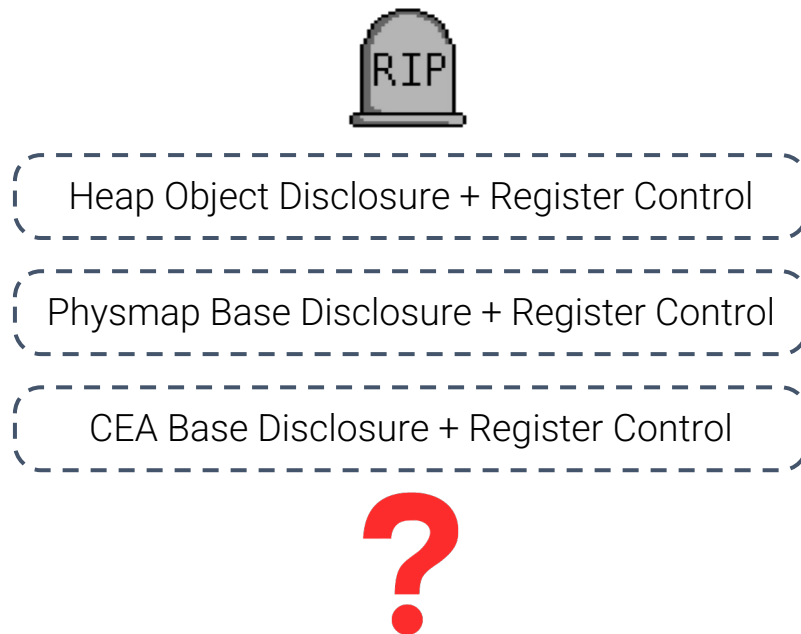 RIP
Heap Object Disclosure + Register Control
Physmap Base Disclosure + Register Control
CEA Base Disclosure + Register Control
?